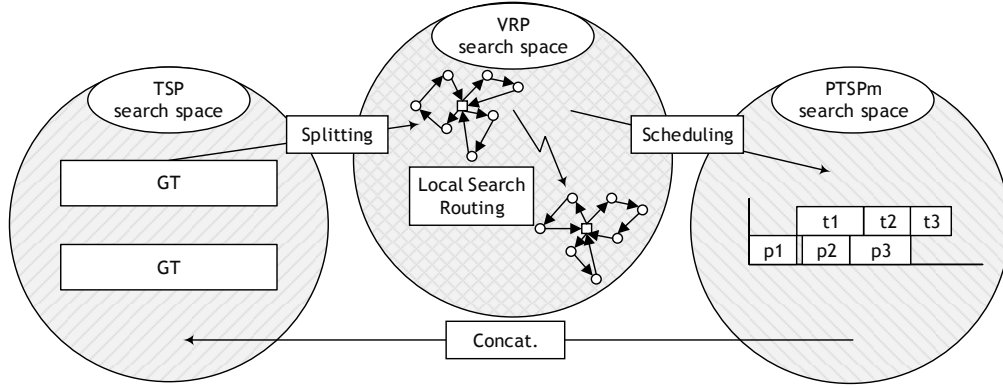 VRP
search space
TSP
search space
PTSPm
search space
Splitting
Scheduling
GT
Local Search
Routing
GT
t1 t2 t3
p1 p2 p3
Concat.